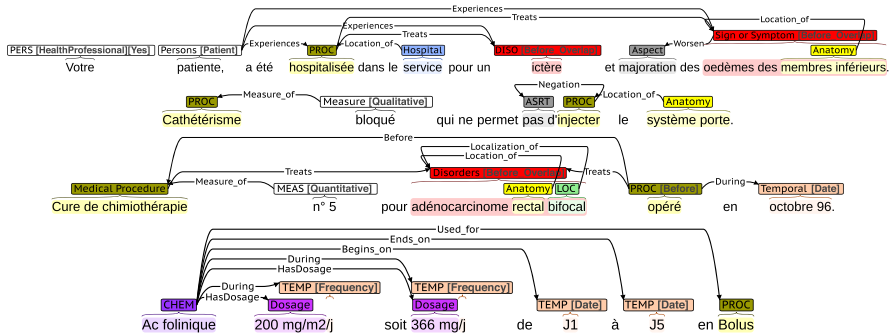 Experiences
Treats Location_of
Experiences Sign or Symptom [Before_Overlap]
Treats
Experiences Location_of Worsen
PERS [HealthProfessional][Yes] Persons [Patient] PROC Hospital DISO [Before_Overlap] Aspect Anatomy
Votre patiente, a été hospitalisée dans le service pour un ictère et majoration des oedèmes des membres inférieurs.
Negation
Measure_of Location_of
PROC Measure [Qualitative] ASRT PROC Anatomy
Cathétérisme bloqué qui ne permet pas d'injecter le système porte.
Before
Localization_of
Location_of
Treats Disorders [Before_Overlap] Treats
Measure_of During
Medical Procedure MEAS [Quantitative] Anatomy LOC PROC [Before] Temporal [Date]
Cure de chimiothérapie n° 5 pour adénocarcinome rectal bifocal opéré en octobre 96.
Used_for
Ends_on
Begins_on
During
HasDosage
During TEMP [Frequency] TEMP [Frequency]
HasDosage
CHEM Dosage Dosage TEMP [Date] TEMP [Date] PROC
Ac folinique 200 mg/m2/j soit 366 mg/j de J1 à J5 en Bolus